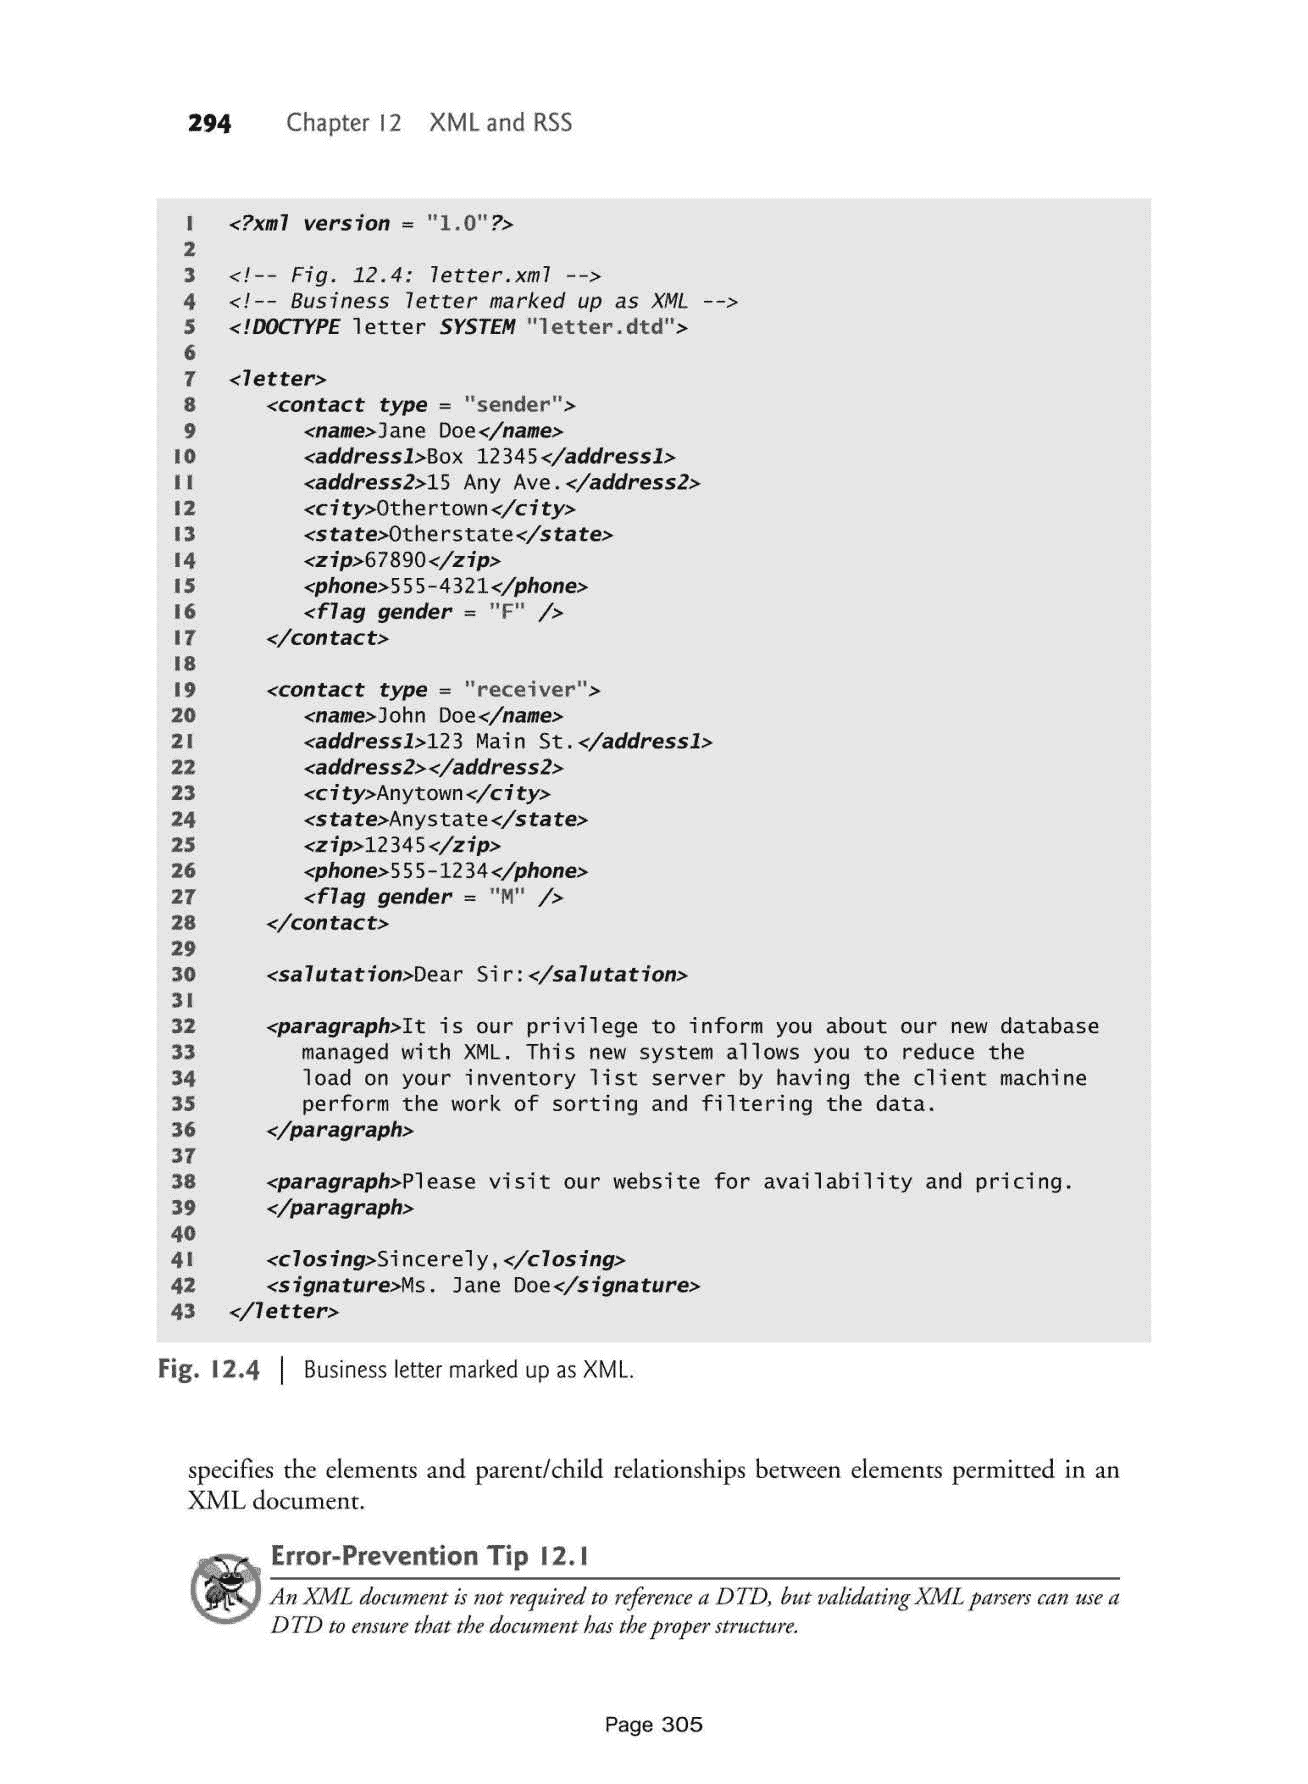 294 Chapter 12 XML and RSS
1 <?xml version = "1.0"?>
2
3 <!-- Fig. 12.4: letter.xml -->
4 <!-- Business letter marked up as XML -->
5 <!DOCTYPE letter SYSTEM "letter.dtd">
6
7 <letter>
8 <contact type = "sender">
9 <name>Jane Doe</name>
10 <address1>Box 12345</address1>
11 <address2>15 Any Ave.</address2>
12 <city>Othertown</city>
13 <state>Otherstate</state>
14 <zip>67890</zip>
15 <phone>555-4321</phone>
16 <flag gender = "F" />
17 </contact>
18
19 <contact type = "receiver">
20 <name>John Doe</name>
21 <address1>123 Main St.</address1>
22 <address2></address2>
23 <city>Anytown</city>
24 <state>Anystate</state>
25 <zip>12345</zip>
26 <phone>555-1234</phone>
27 <flag gender = "M" />
28 </contact>
29
30 <salutation>Dear Sir:</salutation>
31
32 <paragraph>It is our privilege to inform you about our new database
33 managed with XML. This new system allows you to reduce the
34 load on your inventory list server by having the client machine
35 perform the work of sorting and filtering the data.
36 </paragraph>
37
38 <paragraph>Please visit our website for availability and pricing.
39 </paragraph>
40
41 <closing>Sincerely,</closing>
42 <signature>Ms. Jane Doe</signature>
43 </letter>
Fig. 12.4 | Business letter marked up as XML.
specifies the elements and parent/child relationships between elements permitted in an
XML document.
Error-Prevention Tip 12.1
An XML document is not required to reference a DTD, but validating XML parsers can use a
DTD to ensure that the document has the proper structure.
Page 305